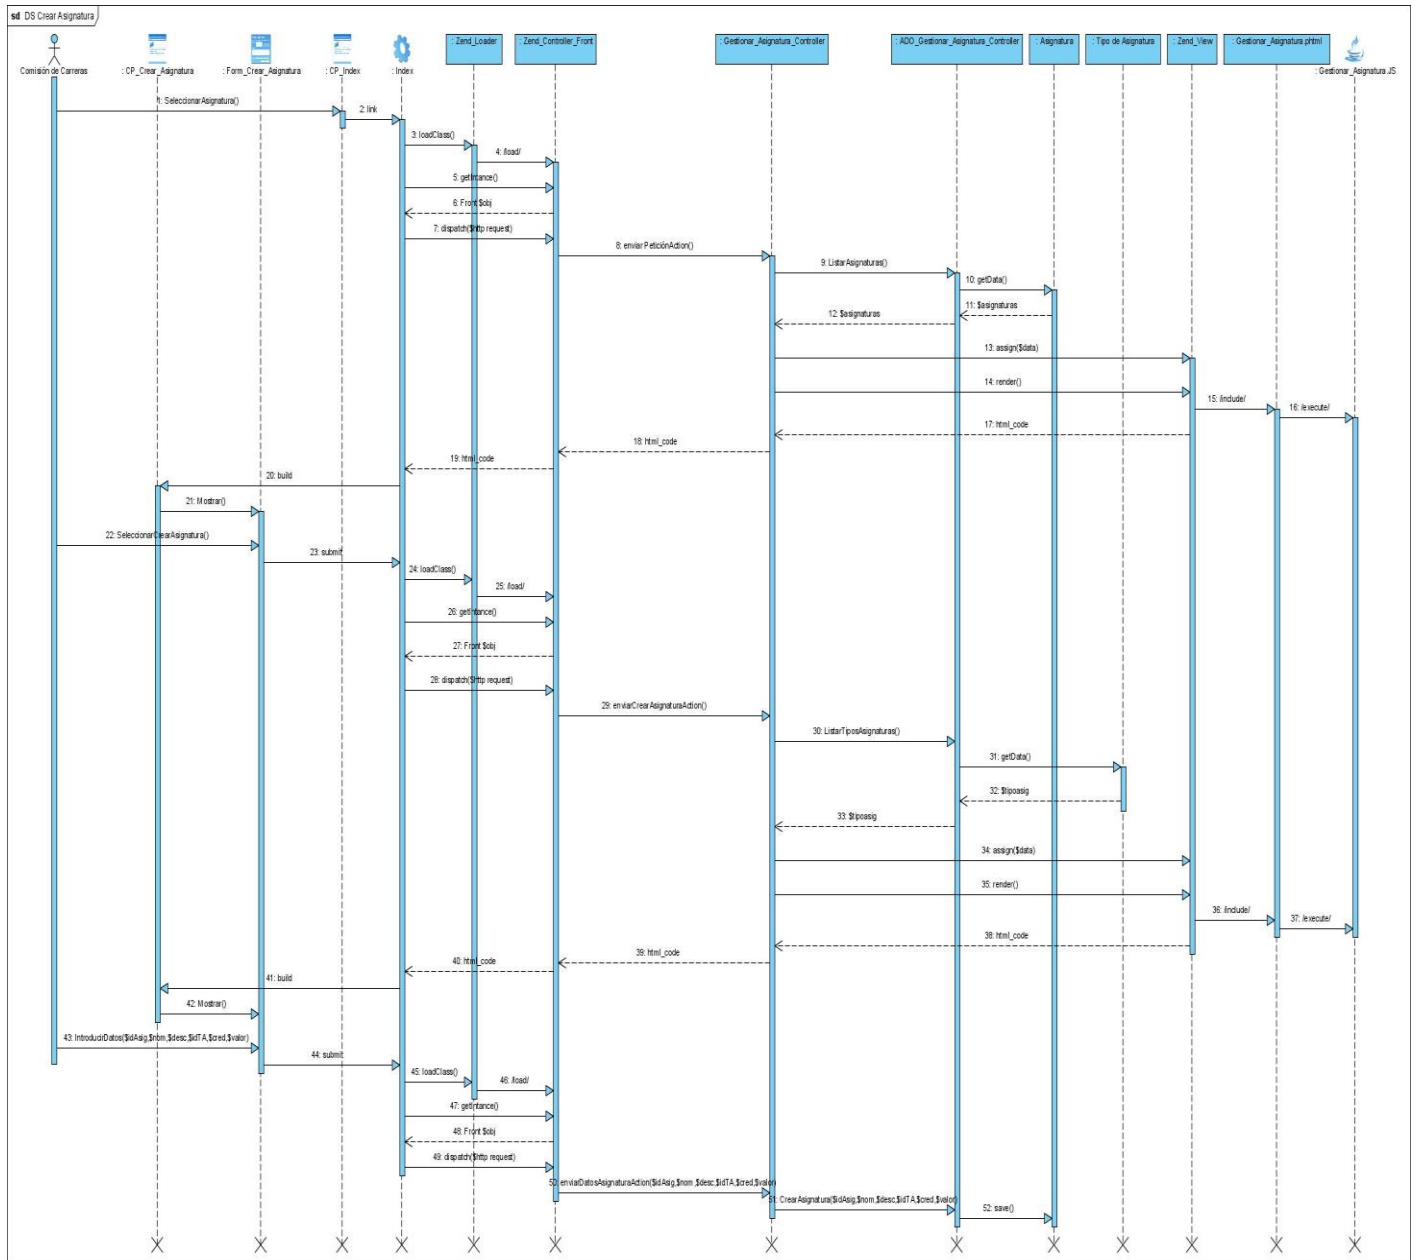 sd DS Crear Asignatura
Comisión de Carreras
: CP_Crear_Asignatura
: Form_Crear_Asignatura
: CP_Index
: Index
: Zend_Loader
: Zend_Controller_Front
: Gestionar_Asignatura_Controller
: ADO_Gestionar_Asignatura_Controller
: Asignatura
: Tipo de Asignatura
: Zend_View
: Gestionar_Asignatura.phtml
: Gestionar_Asignatura.JS
1: SeleccionarAsignatura()
2: link
3: loadClass()
4: /load/
5: getIntance()
6: Front $obj
7: dispatch($http request)
8: enviar PeticiónAction()
9: ListarAsignaturas()
10: getData()
11: $asignaturas
12: $asignaturas
13: assign($data)
14: render()
15: /include/
16: /execute/
17: html_code
18: html_code
19: html_code
20: build
21: Mostrar()
22: SeleccionarCrearAsignatura()
23: submit
24: loadClass()
25: /load/
26: getIntance()
27: Front $obj
28: dispatch($http request)
29: enviarCrearAsignaturaAction()
30: ListarTiposAsignaturas()
31: getData()
32: $tipoasig
33: $tipoasig
34: assign($data)
35: render()
36: /include/
37: /execute/
38: html_code
39: html_code
40: html_code
41: build
42: Mostrar()
43: IntroducirDatos($idAsig,$nom,$desc,$idTA,$cred,$valor)
44: submit
45: loadClass()
46: /load/
47: getIntance()
48: Front $obj
49: dispatch($http request)
50: enviarDatosAsignaturaAction($idAsig,$nom,$desc,$idTA,$cred,$valor)
51: CrearAsignatura($idAsig,$nom,$desc,$idTA,$cred,$valor)
52: save()